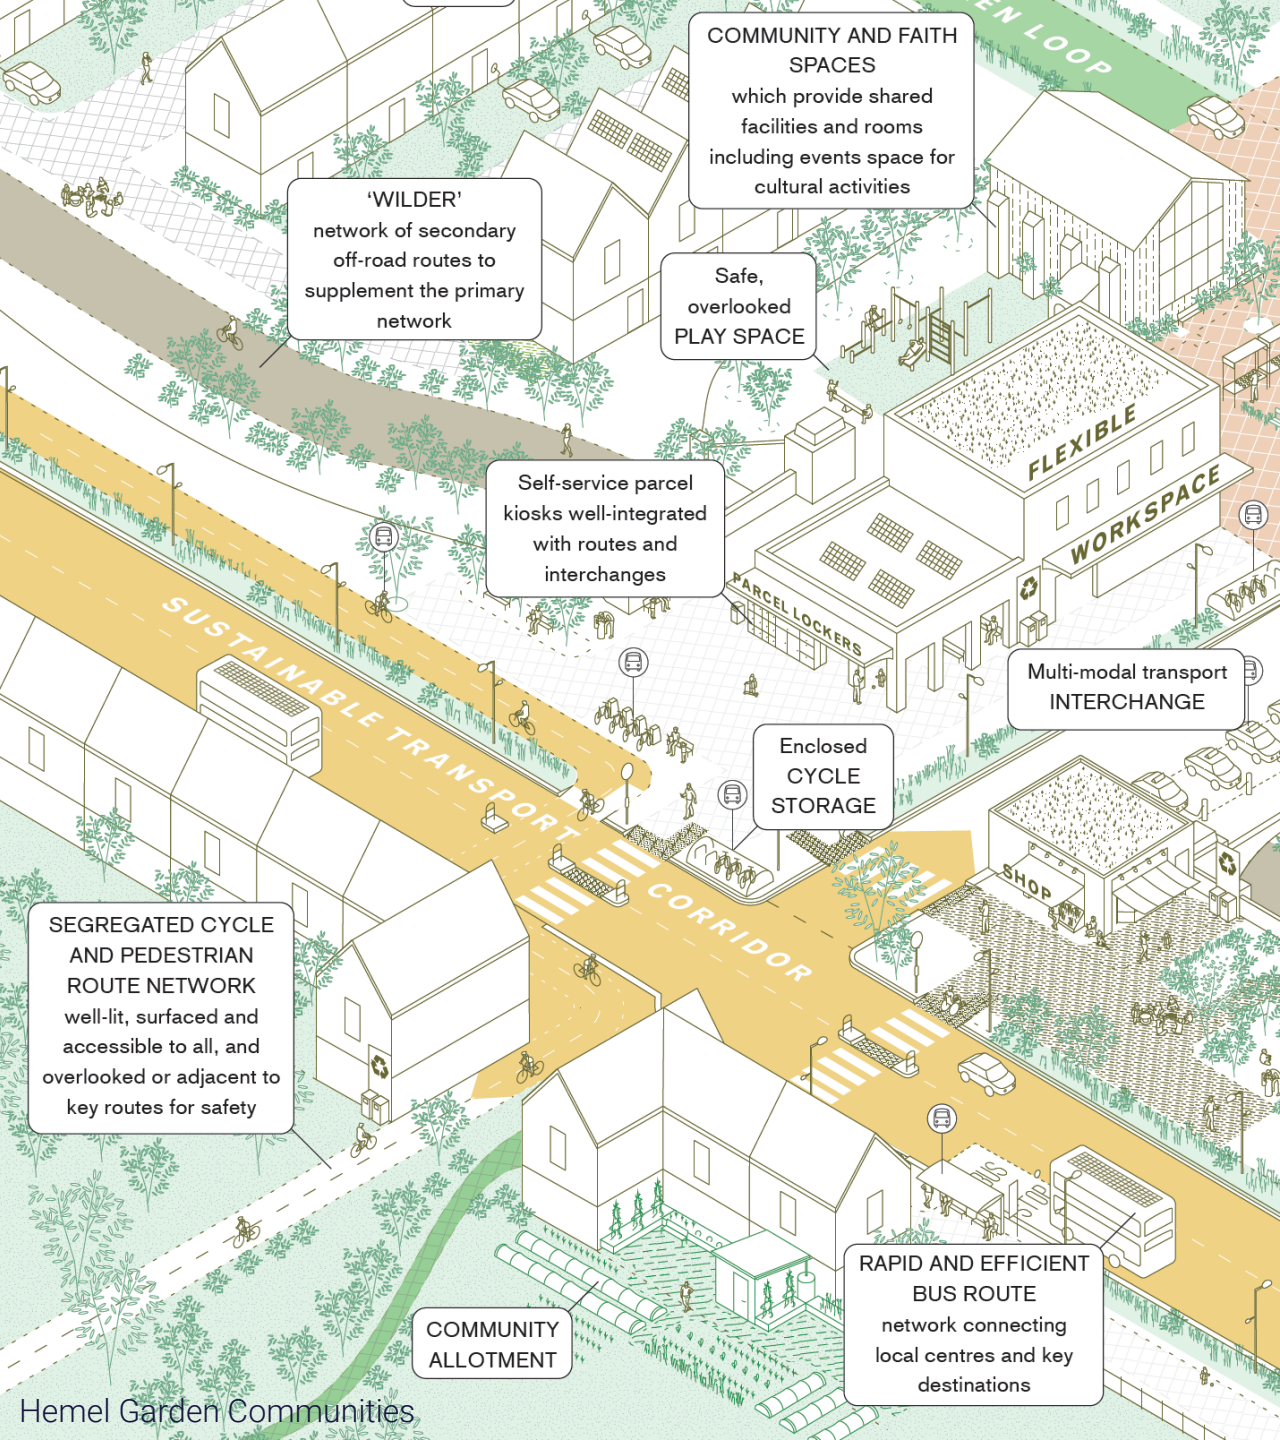 EN LOOP
COMMUNITY AND FAITH
SPACES
which provide shared
facilities and rooms
including events space for
cultural activities
‘WILDER’
network of secondary
off-road routes to
supplement the primary
network
Safe,
overlooked
PLAY SPACE
FLEXIBLE
WORKSPACE
Self-service parcel
kiosks well-integrated
with routes and
interchanges
PARCEL LOCKERS
SUSTAINABLE TRANSPORT
CORRIDOR
Multi-modal transport
INTERCHANGE
Enclosed
CYCLE
STORAGE
SHOP
SEGREGATED CYCLE
AND PEDESTRIAN
ROUTE NETWORK
well-lit, surfaced and
accessible to all, and
overlooked or adjacent to
key routes for safety
BUS
RAPID AND EFFICIENT
BUS ROUTE
network connecting
local centres and key
destinations
COMMUNITY
ALLOTMENT
Hemel Garden Communities